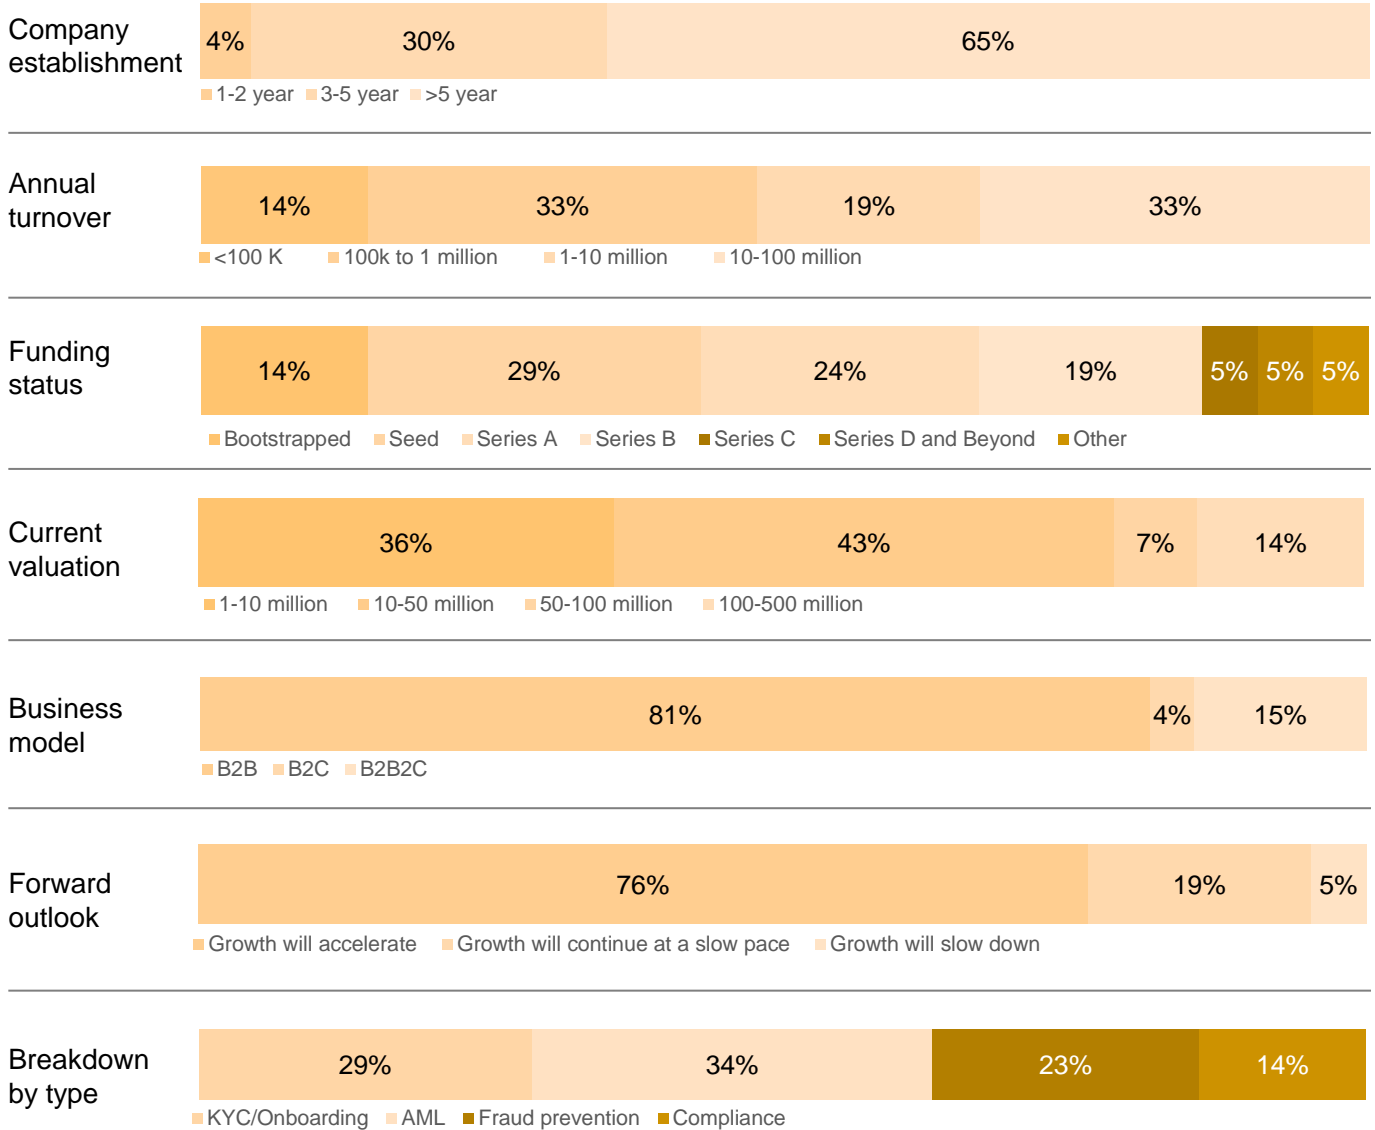 Company
establishment
4% 30% 65%
1-2 year 3-5 year >5 year
Annual
turnover
14% 33% 19% 33%
<100 K 100k to 1 million 1-10 million 10-100 million
Funding
status
14% 29% 24% 19% 5% 5% 5%
Bootstrapped Seed Series A Series B Series C Series D and Beyond Other
Current
valuation
36% 43% 7% 14%
1-10 million 10-50 million 50-100 million 100-500 million
Business
model
81% 4% 15%
B2B B2C B2B2C
Forward
outlook
76% 19% 5%
Growth will accelerate Growth will continue at a slow pace Growth will slow down
Breakdown
by type
29% 34% 23% 14%
KYC/Onboarding AML Fraud prevention Compliance